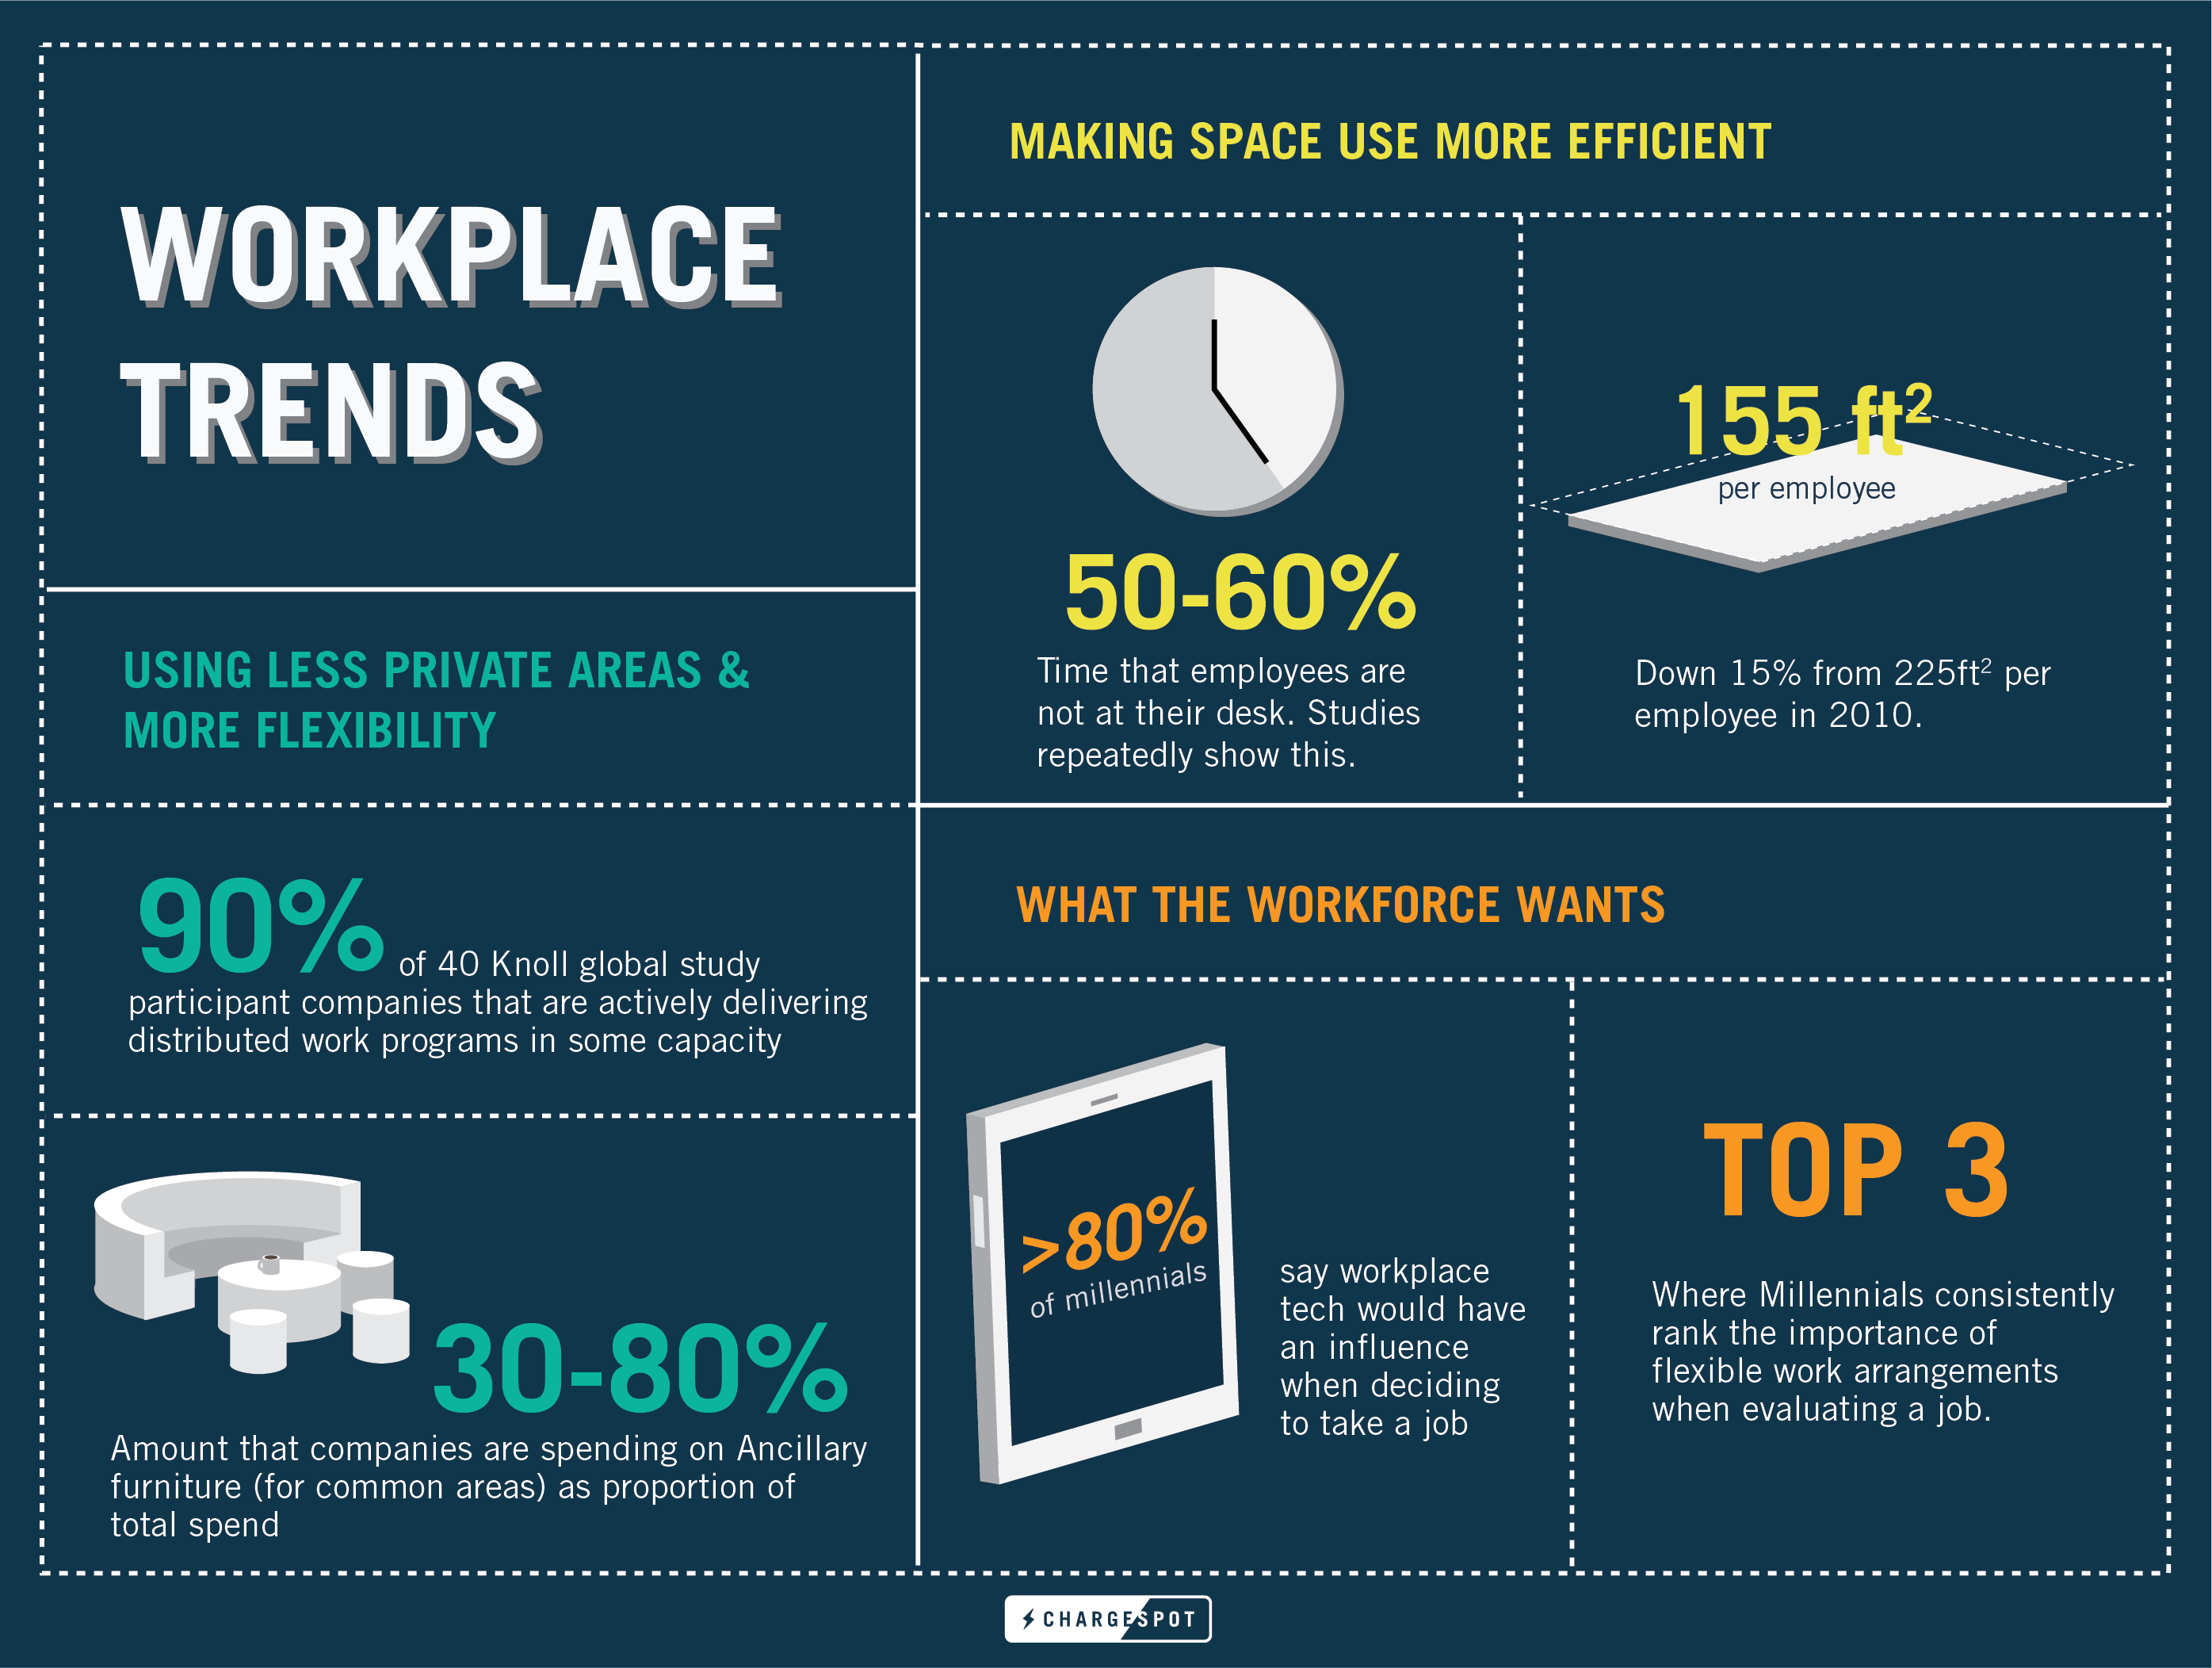 WORKPLACE
TRENDS
USING LESS PRIVATE AREAS &
MORE FLEXIBILITY
90% of 40 Knoll global study
participant companies that are actively delivering
distributed work programs in some capacity
30-80%
Amount that companies are spending on Ancillary
furniture (for common areas) as proportion of
total spend
MAKING SPACE USE MORE EFFICIENT
50-60%
Time that employees are
not at their desk. Studies
repeatedly show this.
155 ft²
per employee
Down 15% from 225ft² per
employee in 2010.
WHAT THE WORKFORCE WANTS
>80%
of millennials
say workplace
tech would have
an influence
when deciding
to take a job
TOP 3
Where Millennials consistently
rank the importance of
flexible work arrangements
when evaluating a job.
CHARGESPOT